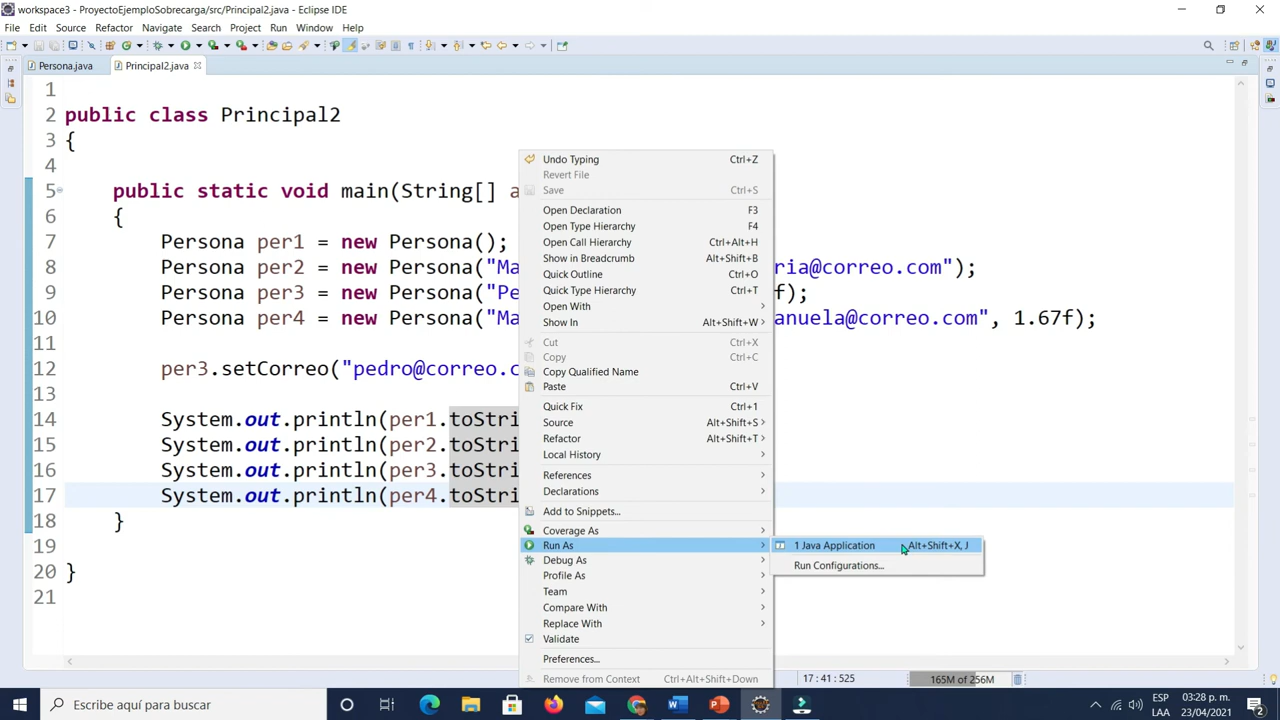 workspace3 - ProyectoEjemploSobrecarga/src/Principal2.java - Eclipse IDE
File Edit Source Refactor Navigate Search Project Run Window Help
Persona.java Principal2.java
1
2 public class Principal2
3 {
4
5 public static void main(String[] a
6 {
7 Persona per1 = new Persona();
8 Persona per2 = new Persona("Ma ria@correo.com");
9 Persona per3 = new Persona("Pe f);
10 Persona per4 = new Persona("Ma anuela@correo.com", 1.67f);
11
12 per3.setCorreo("pedro@correo.c
13
14 System.out.println(per1.toStri
15 System.out.println(per2.toStri
16 System.out.println(per3.toStri
17 System.out.println(per4.toStri
18 }
19
20 }
21
Undo Typing Ctrl+Z
Revert File
Save Ctrl+S
Open Declaration F3
Open Type Hierarchy F4
Open Call Hierarchy Ctrl+Alt+H
Show in Breadcrumb Alt+Shift+B
Quick Outline Ctrl+O
Quick Type Hierarchy Ctrl+T
Open With
Show In Alt+Shift+W
Cut Ctrl+X
Copy Ctrl+C
Copy Qualified Name
Paste Ctrl+V
Quick Fix Ctrl+1
Source Alt+Shift+S
Refactor Alt+Shift+T
Local History
References
Declarations
Add to Snippets...
Coverage As
Run As
Debug As
Profile As
Team
Compare With
Replace With
Validate
Preferences...
Remove from Context Ctrl+Alt+Shift+Down
1 Java Application Alt+Shift+X, J
Run Configurations...
17 : 41 : 525 165M of 256M
Escribe aquí para buscar
ESP 03:28 p. m.
LAA 23/04/2021
2